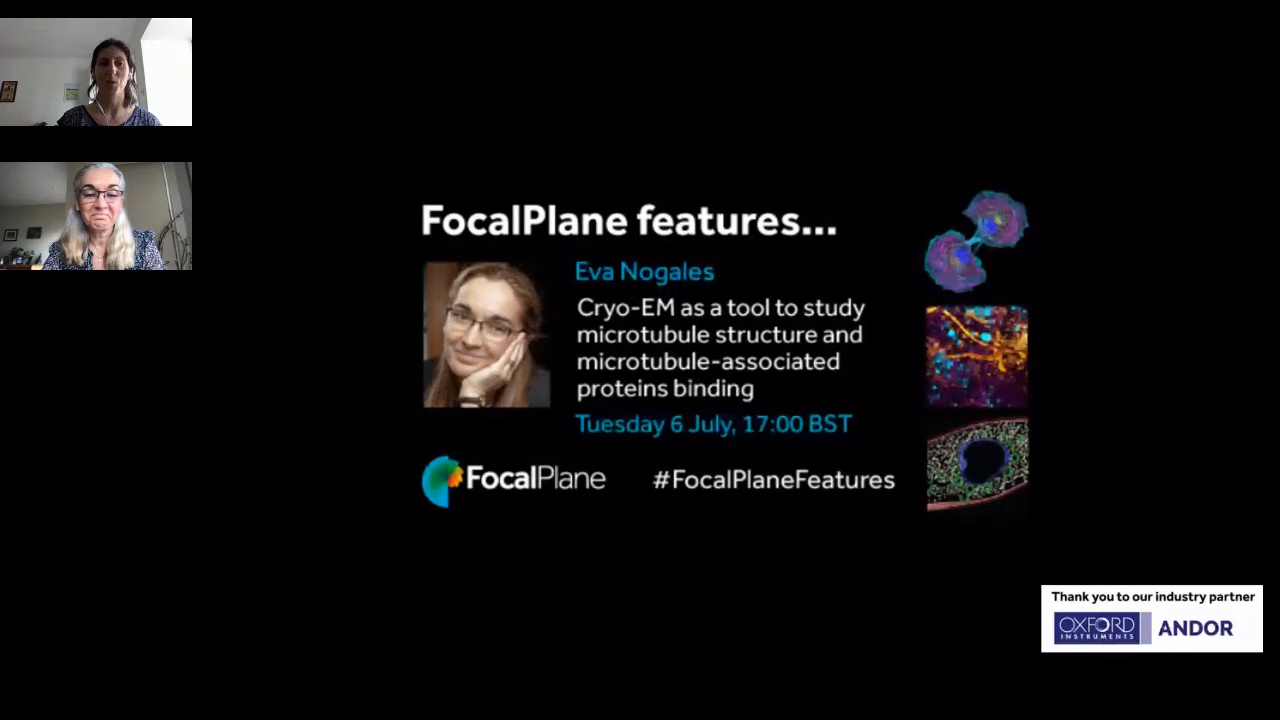 FocalPlane features...
Eva Nogales
Cryo-EM as a tool to study
microtubule structure and
microtubule-associated
proteins binding
Tuesday 6 July, 17:00 BST
FocalPlane
#FocalPlaneFeatures
Thank you to our industry partner
OXFORD
INSTRUMENTS
ANDOR